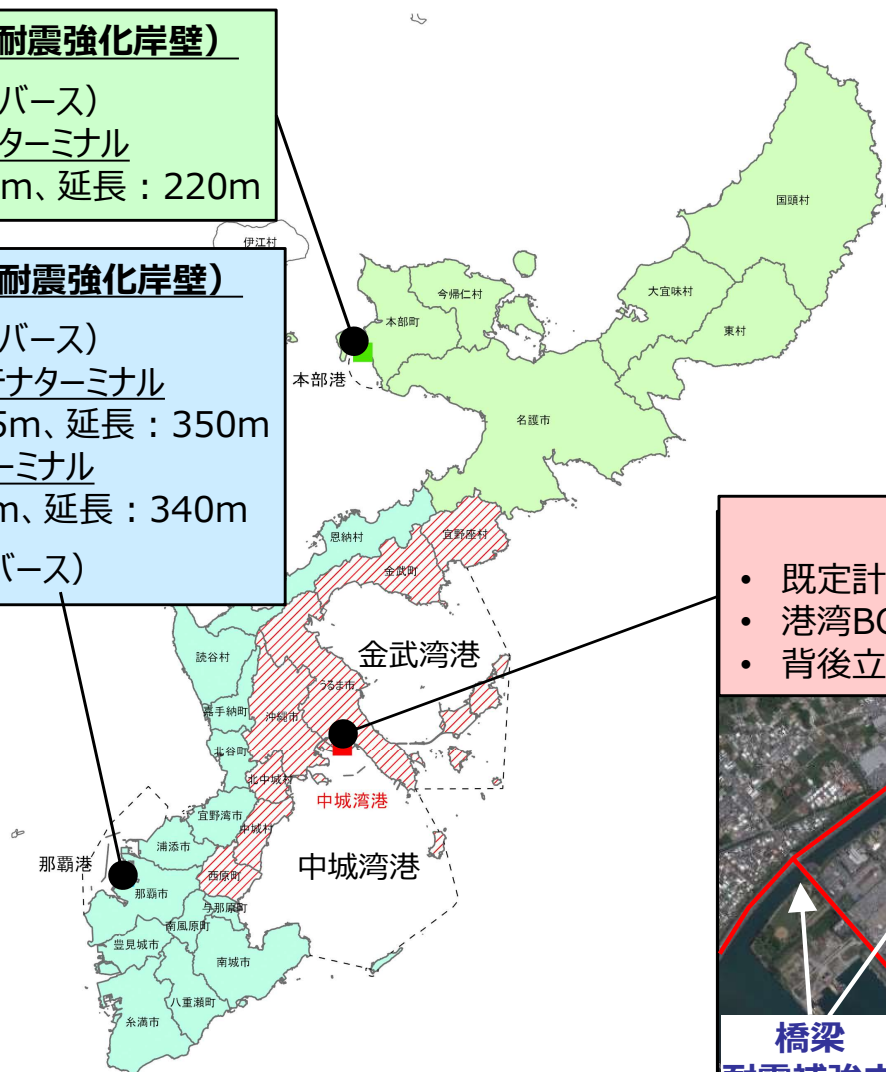 耐震強化岸壁）
バース）
ターミナル
m、延長：220m
耐震強化岸壁）
バース）
テナターミナル
5m、延長：350m
ーミナル
m、延長：340m
バース）
伊江村
国頭村
大宜味村
東村
今帰仁村
本部町
本部港
名護市
恩納村
宜野座村
金武町
金武湾港
読谷村
うるま市
嘉手納町
沖縄市
北谷町
北中城村
中城湾港
宜野湾市
中城村
浦添市
中城湾港
那覇港
西原町
那覇市
与那原町
南風原町
豊見城市
南城市
八重瀬町
糸満市
• 既定計
• 港湾BC
• 背後立
橋梁